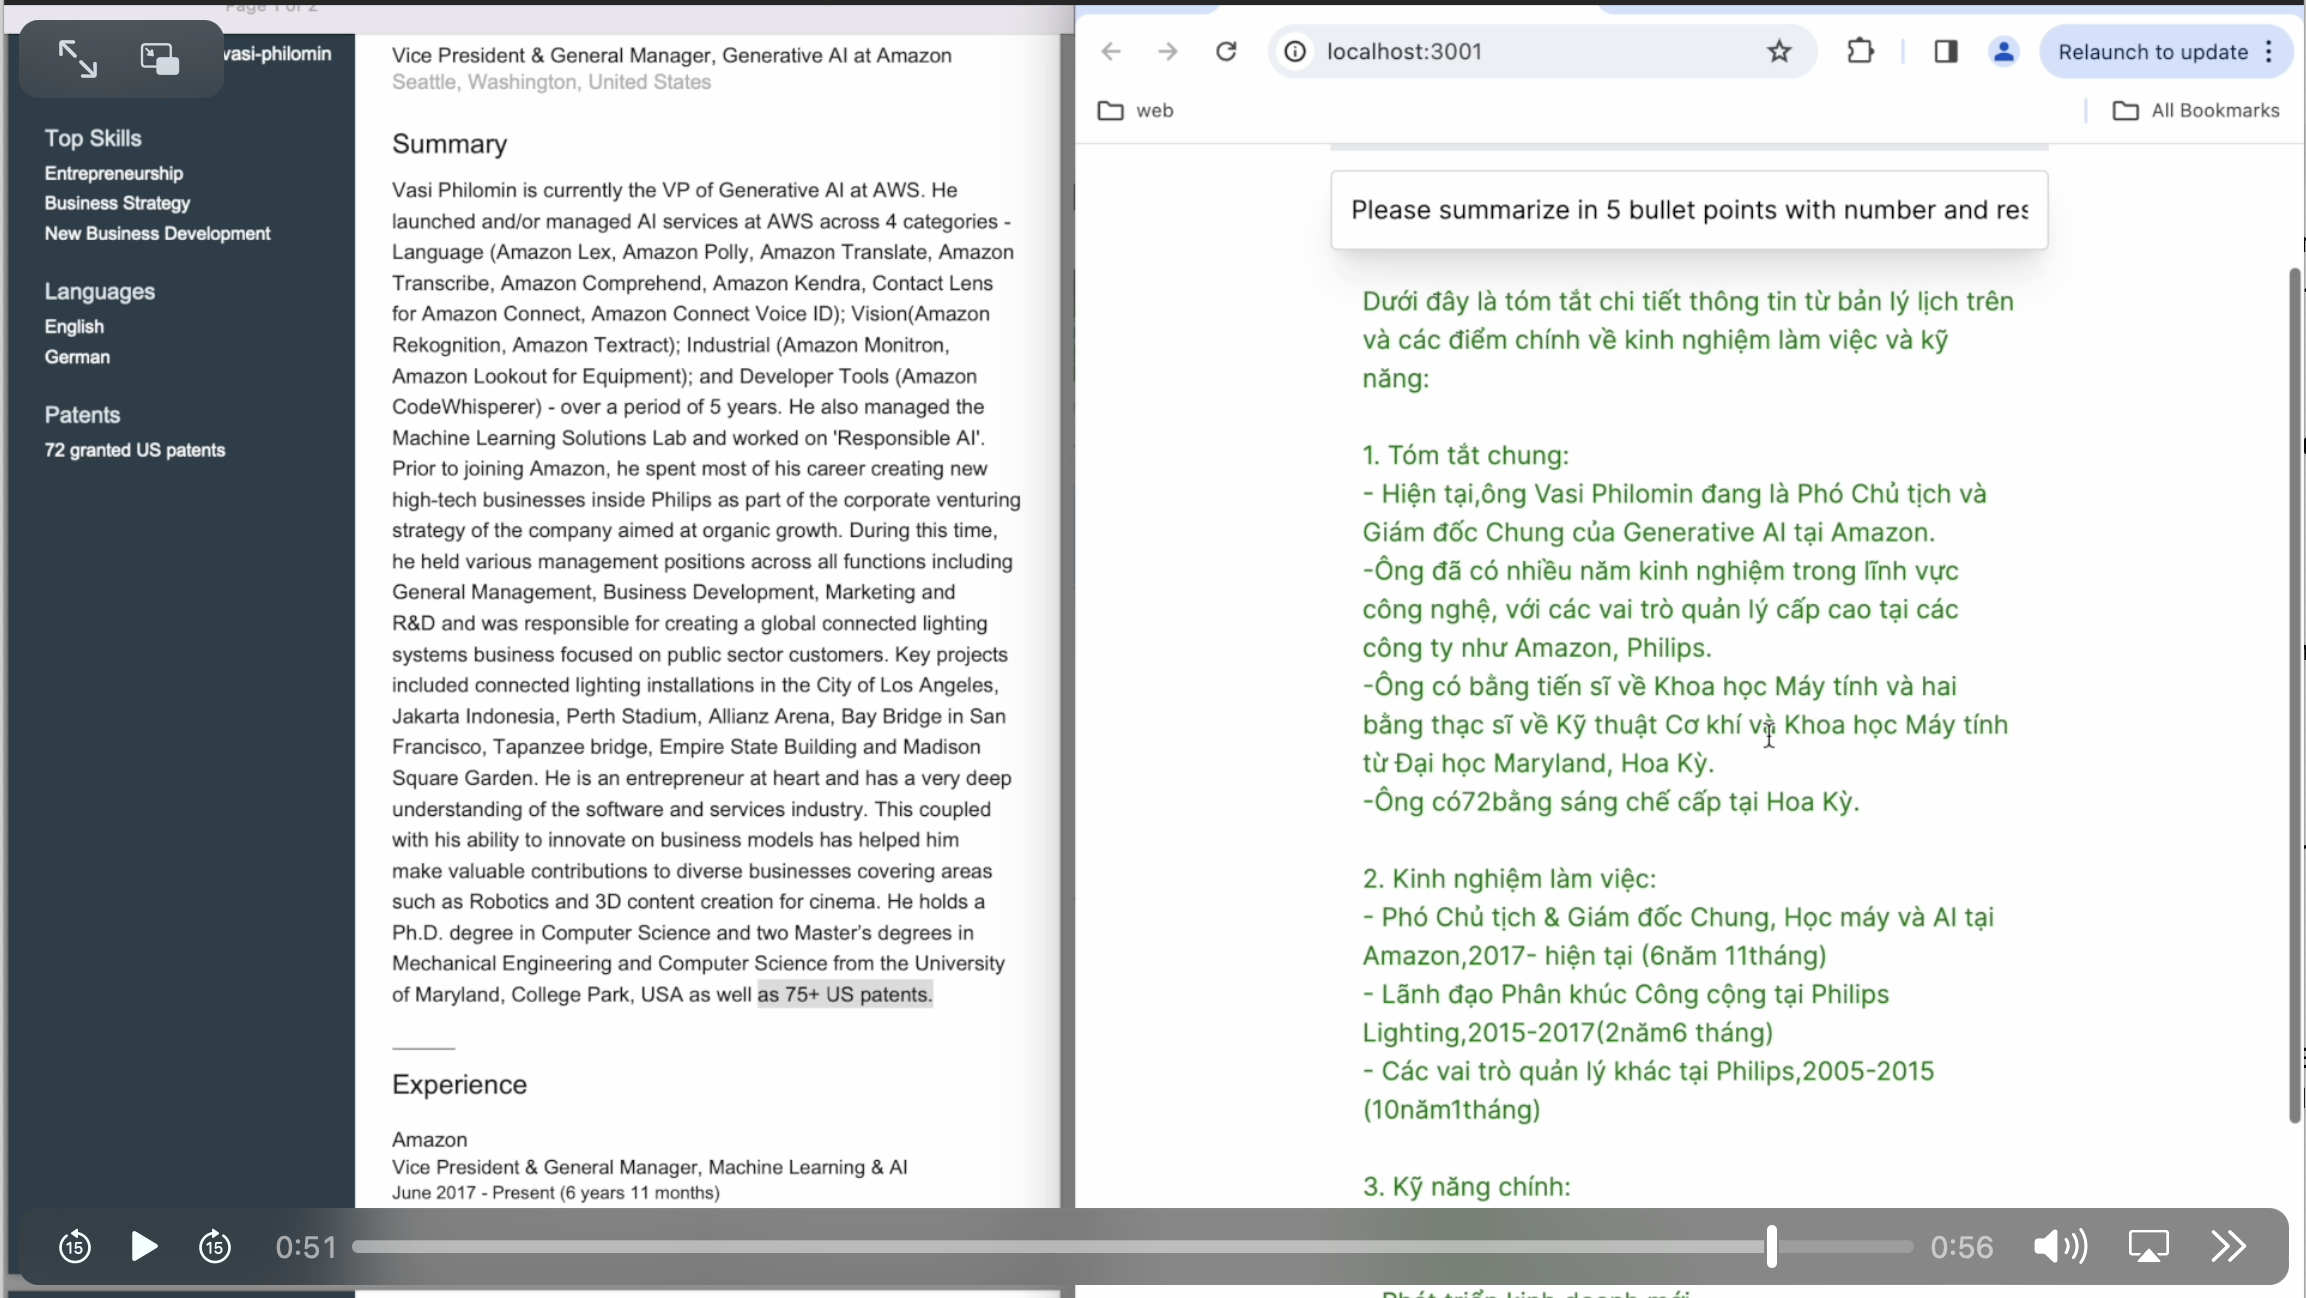 Page 1 of 2
vasi-philomin
Top Skills
Entrepreneurship
Business Strategy
New Business Development
Languages
English
German
Patents
72 granted US patents
Vice President & General Manager, Generative AI at Amazon
Seattle, Washington, United States
Summary
Vasi Philomin is currently the VP of Generative AI at AWS. He
launched and/or managed AI services at AWS across 4 categories -
Language (Amazon Lex, Amazon Polly, Amazon Translate, Amazon
Transcribe, Amazon Comprehend, Amazon Kendra, Contact Lens
for Amazon Connect, Amazon Connect Voice ID); Vision(Amazon
Rekognition, Amazon Textract); Industrial (Amazon Monitron,
Amazon Lookout for Equipment); and Developer Tools (Amazon
CodeWhisperer) - over a period of 5 years. He also managed the
Machine Learning Solutions Lab and worked on 'Responsible AI'.
Prior to joining Amazon, he spent most of his career creating new
high-tech businesses inside Philips as part of the corporate venturing
strategy of the company aimed at organic growth. During this time,
he held various management positions across all functions including
General Management, Business Development, Marketing and
R&D and was responsible for creating a global connected lighting
systems business focused on public sector customers. Key projects
included connected lighting installations in the City of Los Angeles,
Jakarta Indonesia, Perth Stadium, Allianz Arena, Bay Bridge in San
Francisco, Tapanzee bridge, Empire State Building and Madison
Square Garden. He is an entrepreneur at heart and has a very deep
understanding of the software and services industry. This coupled
with his ability to innovate on business models has helped him
make valuable contributions to diverse businesses covering areas
such as Robotics and 3D content creation for cinema. He holds a
Ph.D. degree in Computer Science and two Master's degrees in
Mechanical Engineering and Computer Science from the University
of Maryland, College Park, USA as well as 75+ US patents.
Experience
Amazon
Vice President & General Manager, Machine Learning & AI
June 2017 - Present (6 years 11 months)
localhost:3001
Relaunch to update
web
All Bookmarks
Please summarize in 5 bullet points with number and res
Dưới đây là tóm tắt chi tiết thông tin từ bản lý lịch trên
và các điểm chính về kinh nghiệm làm việc và kỹ
năng:
1. Tóm tắt chung:
- Hiện tại,ông Vasi Philomin đang là Phó Chủ tịch và
Giám đốc Chung của Generative AI tại Amazon.
-Ông đã có nhiều năm kinh nghiệm trong lĩnh vực
công nghệ, với các vai trò quản lý cấp cao tại các
công ty như Amazon, Philips.
-Ông có bằng tiến sĩ về Khoa học Máy tính và hai
bằng thạc sĩ về Kỹ thuật Cơ khí và Khoa học Máy tính
từ Đại học Maryland, Hoa Kỳ.
-Ông có72bằng sáng chế cấp tại Hoa Kỳ.
2. Kinh nghiệm làm việc:
- Phó Chủ tịch & Giám đốc Chung, Học máy và AI tại
Amazon,2017- hiện tại (6năm 11tháng)
- Lãnh đạo Phân khúc Công cộng tại Philips
Lighting,2015-2017(2năm6 tháng)
- Các vai trò quản lý khác tại Philips,2005-2015
(10năm1tháng)
3. Kỹ năng chính:
- Phát triển kinh doanh mới
15
15
0:51
0:56